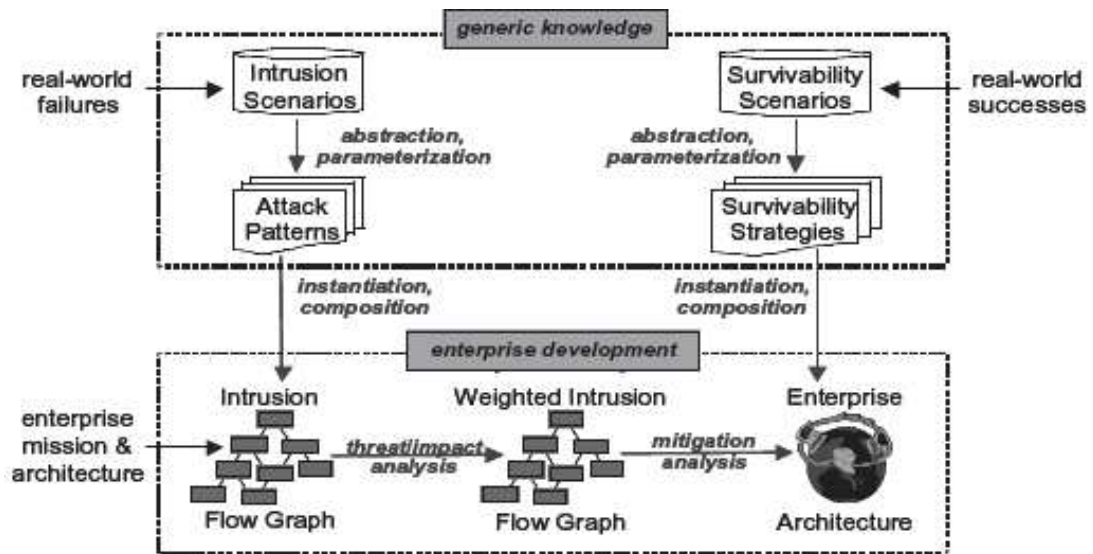 generic knowledge
real-world
failures
Intrusion
Scenarios
Survivability
Scenarios
real-world
successes
abstraction,
parameterization
abstraction,
parameterization
Attack
Patterns
Survivability
Strategies
instantiation,
composition
instantiation,
composition
enterprise development
enterprise
mission &
architecture
Intrusion
Flow Graph
threat/impact
analysis
Weighted Intrusion
Flow Graph
mitigation
analysis
Enterprise
Architecture